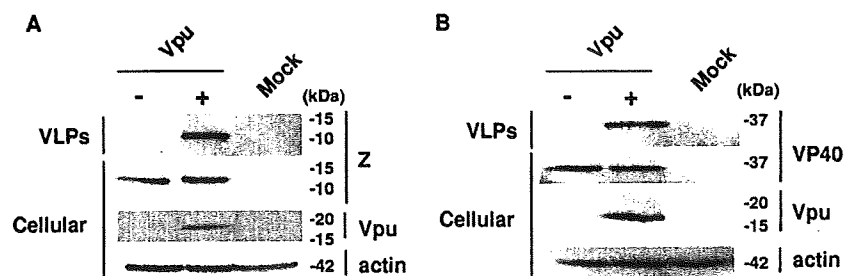 A
Vpu
- + Mock (kDa)
VLPs
-15
-10
Z
-15
-10
Cellular
-20
-15
Vpu
-42
actin
B
Vpu
- + Mock (kDa)
VLPs
-37
VP40
-37
Cellular
-20
-15
Vpu
-42
actin